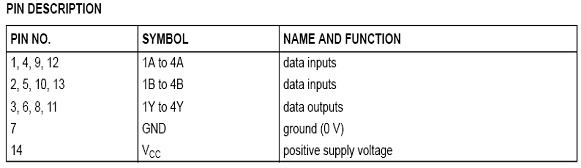 PIN DESCRIPTION
PIN NO. SYMBOL NAME AND FUNCTION
1, 4, 9, 12 1A to 4A data inputs
2, 5, 10, 13 1B to 4B data inputs
3, 6, 8, 11 1Y to 4Y data outputs
7 GND ground (0 V)
14 VCC positive supply voltage